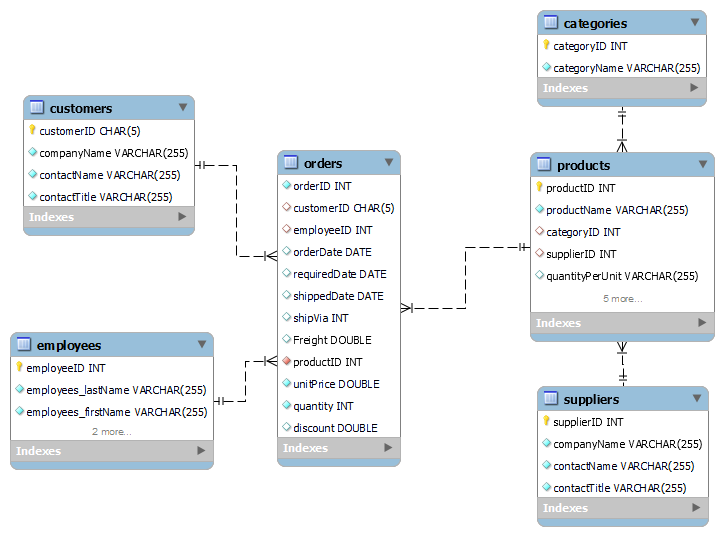 categories
categoryID INT
categoryName VARCHAR(255)
Indexes
customers
customerID CHAR(5)
companyName VARCHAR(255)
contactName VARCHAR(255)
contactTitle VARCHAR(255)
Indexes
orders
orderID INT
customerID CHAR(5)
employeeID INT
orderDate DATE
requiredDate DATE
shippedDate DATE
shipVia INT
Freight DOUBLE
productID INT
unitPrice DOUBLE
quantity INT
discount DOUBLE
Indexes
products
productID INT
productName VARCHAR(255)
categoryID INT
supplierID INT
quantityPerUnit VARCHAR(255)
5 more...
Indexes
employees
employeeID INT
employees_lastName VARCHAR(255)
employees_firstName VARCHAR(255)
2 more...
Indexes
suppliers
supplierID INT
companyName VARCHAR(255)
contactName VARCHAR(255)
contactTitle VARCHAR(255)
Indexes